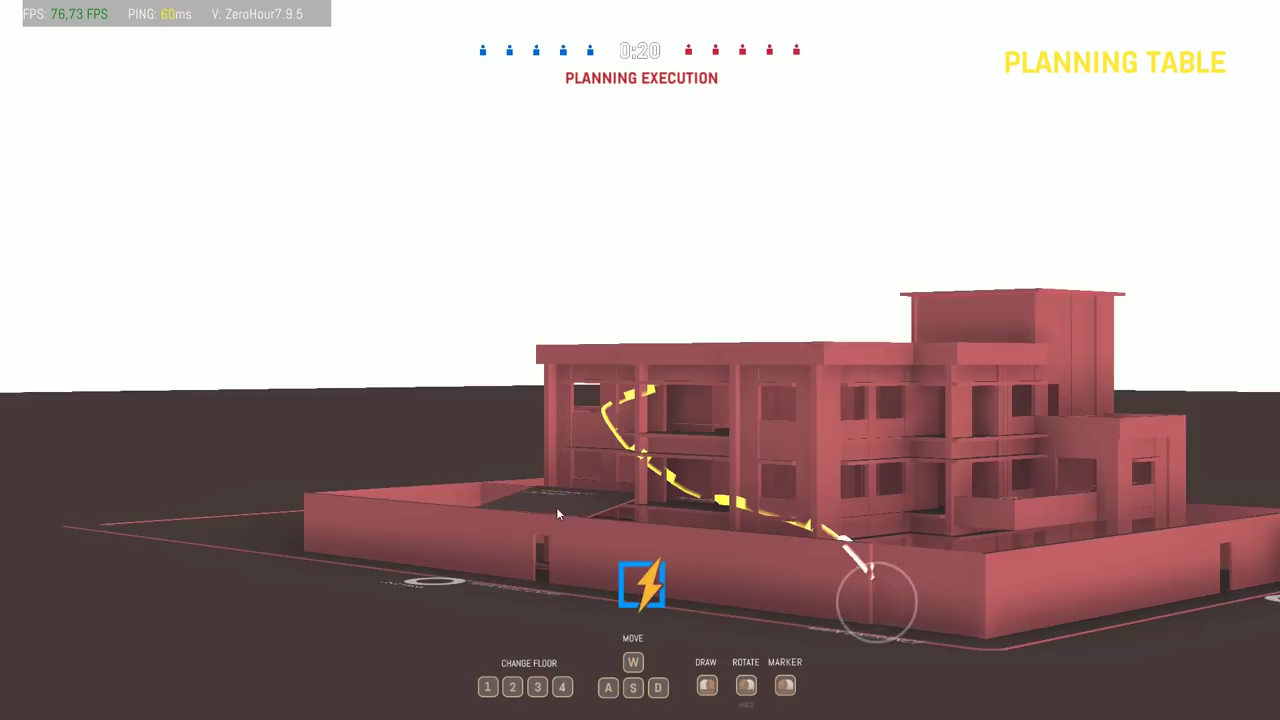 FPS: 76,73 FPS PING: 60ms V: ZeroHour7.9.5
0:20
PLANNING EXECUTION
PLANNING TABLE
MOVE
CHANGE FLOOR
W
DRAW ROTATE MARKER
1 2 3 4
A S D
HOLD